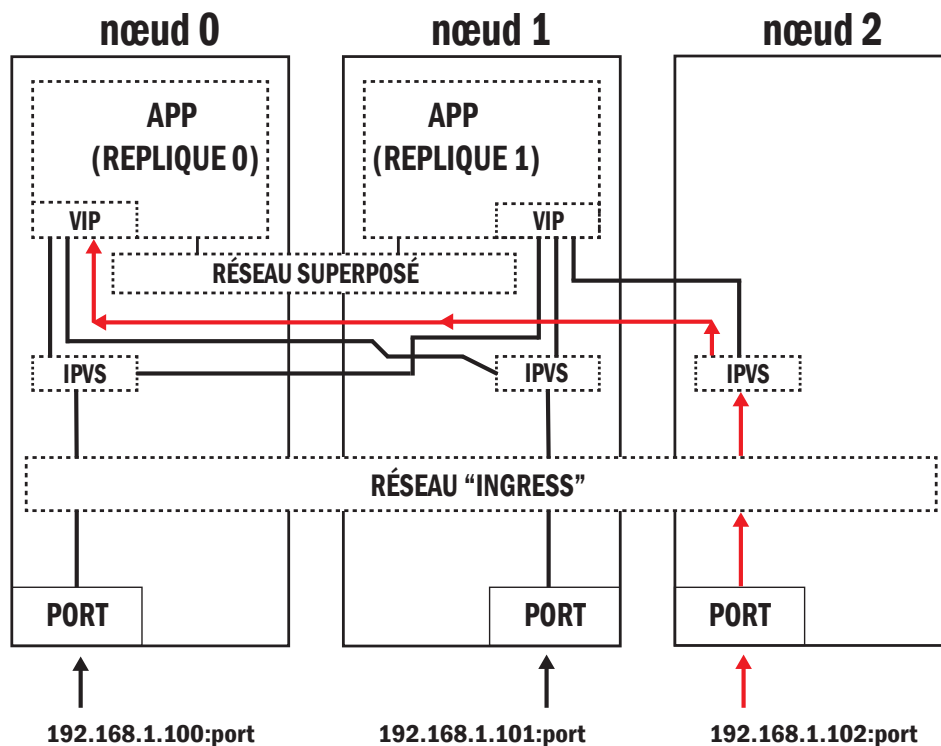 nœud 0
nœud 1
nœud 2
APP
(REPLIQUE 0)
APP
(REPLIQUE 1)
VIP
VIP
RÉSEAU SUPERPOSÉ
IPVS
IPVS
IPVS
RÉSEAU “INGRESS”
PORT
PORT
PORT
192.168.1.100:port
192.168.1.101:port
192.168.1.102:port